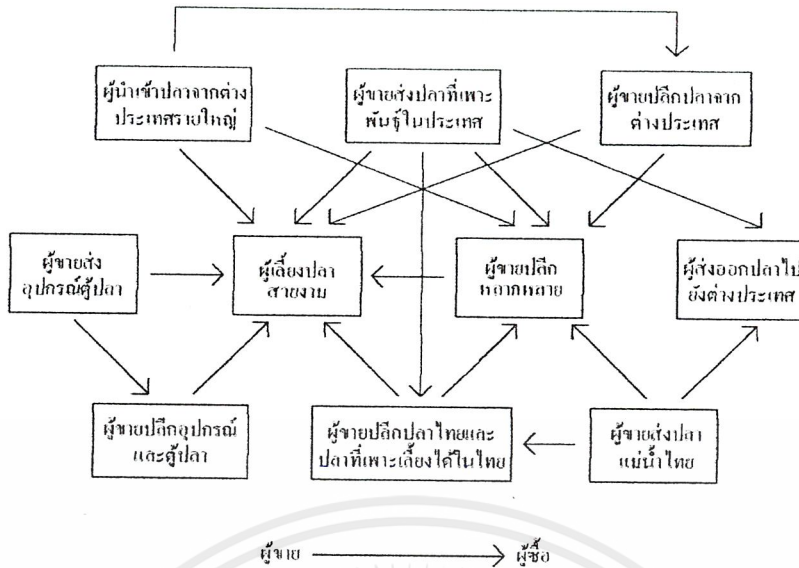 ผู้นำเข้าปลาจากต่าง
ประเทศรายใหญ่
ผู้ขายส่งปลาที่เพาะ
พันธุ์ในประเทศ
ผู้ขายปลีกปลาจาก
ต่างประเทศ
ผู้ขายส่ง
อุปกรณ์ตู้ปลา
ผู้เลี้ยงปลา
สวยงาม
ผู้ขายปลีก
หลากหลาย
ผู้ส่งออกปลาไป
ยังต่างประเทศ
ผู้ขายปลีกอุปกรณ์
และตู้ปลา
ผู้ขายปลีกปลาไทยและ
ปลาที่เพาะเลี้ยงได้ในไทย
ผู้ขายส่งปลา
แม่น้ำไทย
ผู้ขาย
ผู้ซื้อ